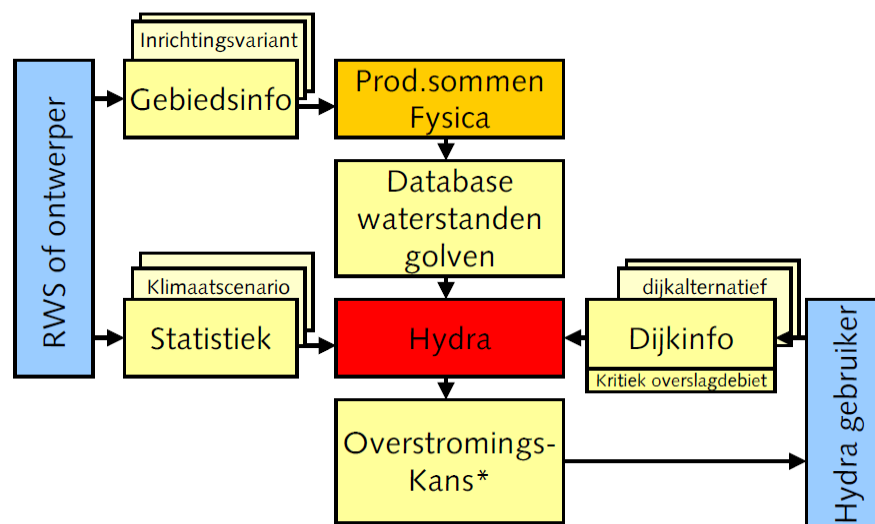 RWS of ontwerper
Inrichtingsvariant
Gebiedsinfo
Prod.sommen
Fysica
Database
waterstanden
golven
Klimaatscenario
Statistiek
Hydra
dijkalternatief
Dijkinfo
Kritiek overslagdebiet
Hydra gebruiker
Overstromings-
Kans*